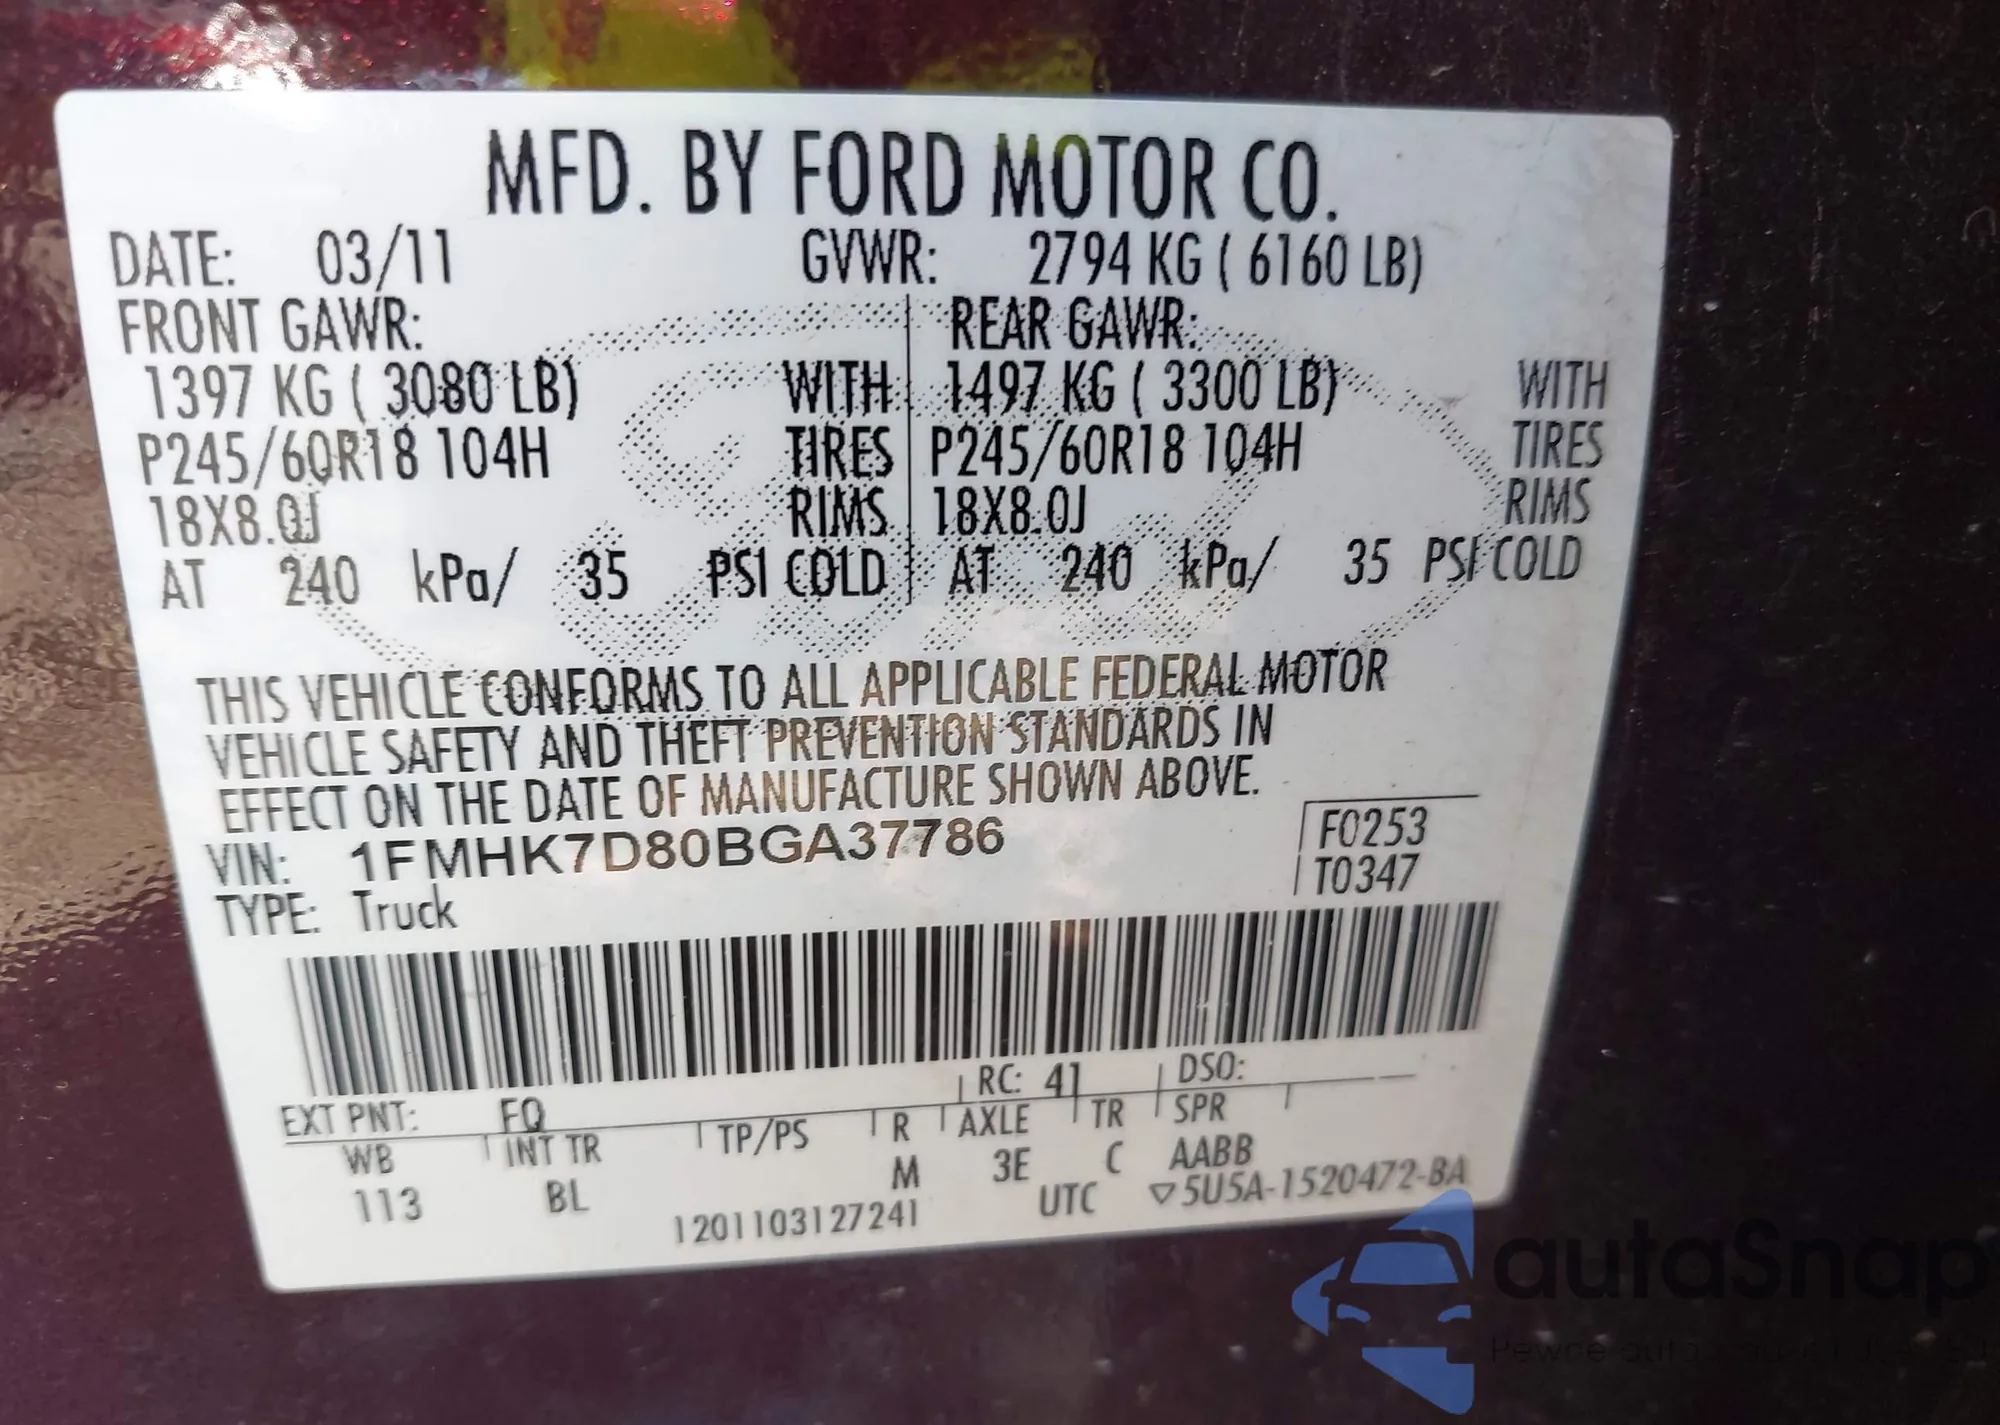 MFD. BY FORD MOTOR CO.
DATE: 03/11 GVWR: 2794 KG ( 6160 LB)
FRONT GAWR: REAR GAWR:
1397 KG ( 3080 LB) WITH 1497 KG ( 3300 LB) WITH
P245/60R18 104H TIRES P245/60R18 104H TIRES
18X8.0J RIMS 18X8.0J RIMS
AT 240 kPa/ 35 PSI COLD AT 240 kPa/ 35 PSI COLD
THIS VEHICLE CONFORMS TO ALL APPLICABLE FEDERAL MOTOR
VEHICLE SAFETY AND THEFT PREVENTION STANDARDS IN
EFFECT ON THE DATE OF MANUFACTURE SHOWN ABOVE.
VIN: 1FMHK7D80BGA37786 F0253
TYPE: Truck T0347
EXT PNT: FQ RC: 41 DSO:
WB INT TR TP/PS R AXLE TR SPR
113 BL M 3E C AABB
1201103127241 UTC ▽5U5A-1520472-BA
autaSnap